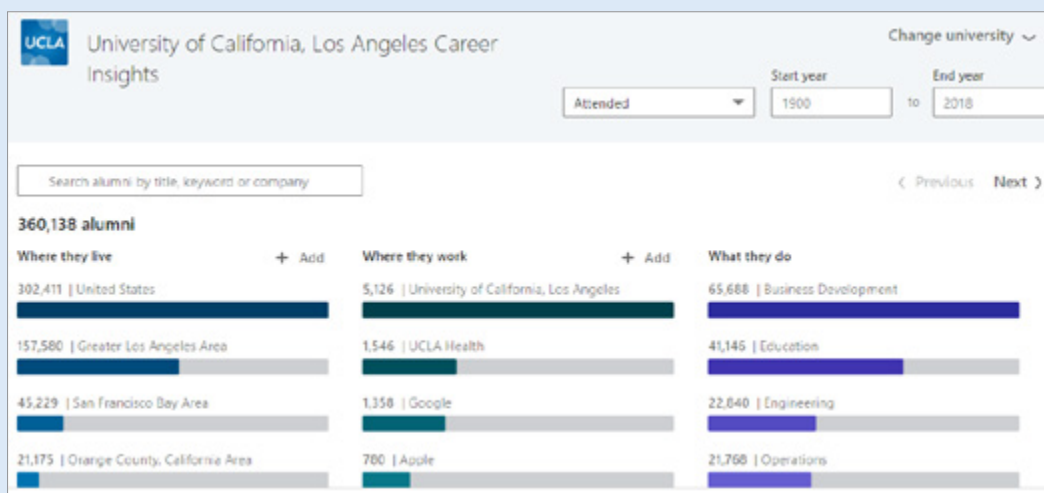 UCLA
University of California, Los Angeles Career
Insights
Change university
Start year
End year
Attended
1900
to
2018
Search alumni by title, keyword or company
Previous
Next
360,138 alumni
Where they live
+ Add
Where they work
+ Add
What they do
302,411 | United States
5,126 | University of California, Los Angeles
65,688 | Business Development
157,580 | Greater Los Angeles Area
1,546 | UCLA Health
41,146 | Education
45,229 | San Francisco Bay Area
1,358 | Google
22,840 | Engineering
21,175 | Orange County, California Area
780 | Apple
21,768 | Operations